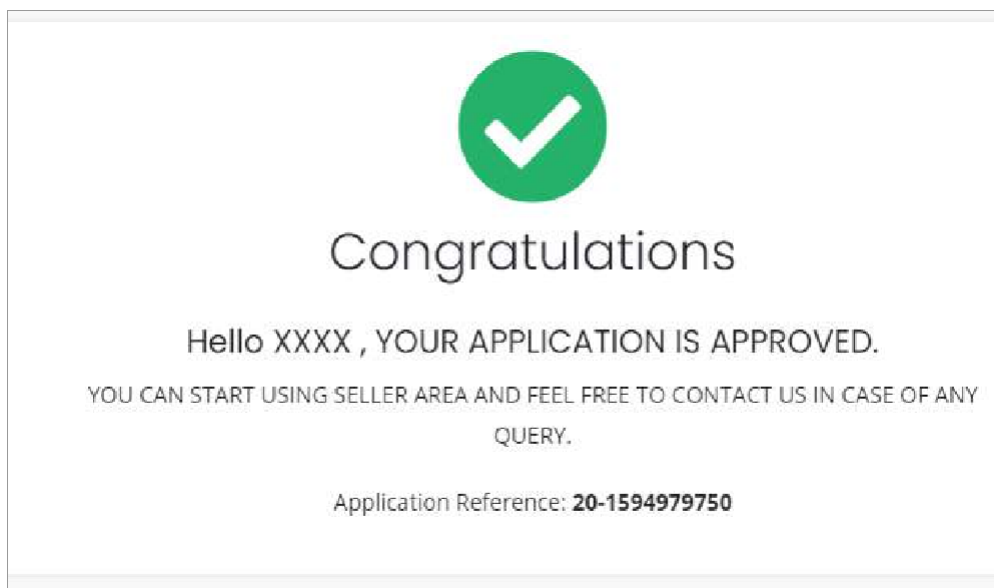 Congratulations
Hello XXXX , YOUR APPLICATION IS APPROVED.
YOU CAN START USING SELLER AREA AND FEEL FREE TO CONTACT US IN CASE OF ANY
QUERY.
Application Reference: 20-1594979750